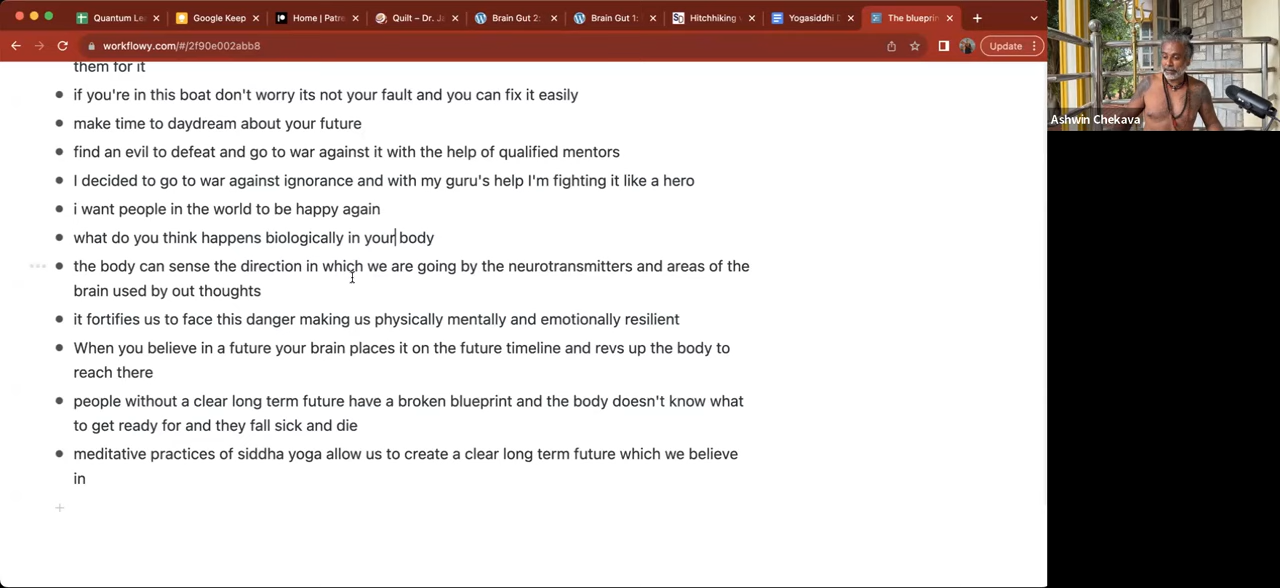 Quantum Le
Google Keep
Home | Patre
Quilt – Dr. Ja
Brain Gut 2:
Brain Gut 1:
Hitchhiking
Yogasiddhi D
The blueprin
workflowy.com/#/2f90e002abb8
Update
them for it
if you're in this boat don't worry its not your fault and you can fix it easily
make time to daydream about your future
find an evil to defeat and go to war against it with the help of qualified mentors
I decided to go to war against ignorance and with my guru's help I'm fighting it like a hero
i want people in the world to be happy again
what do you think happens biologically in your body
the body can sense the direction in which we are going by the neurotransmitters and areas of the
brain used by out thoughts
it fortifies us to face this danger making us physically mentally and emotionally resilient
When you believe in a future your brain places it on the future timeline and revs up the body to
reach there
people without a clear long term future have a broken blueprint and the body doesn't know what
to get ready for and they fall sick and die
meditative practices of siddha yoga allow us to create a clear long term future which we believe
in
Ashwin Chekava